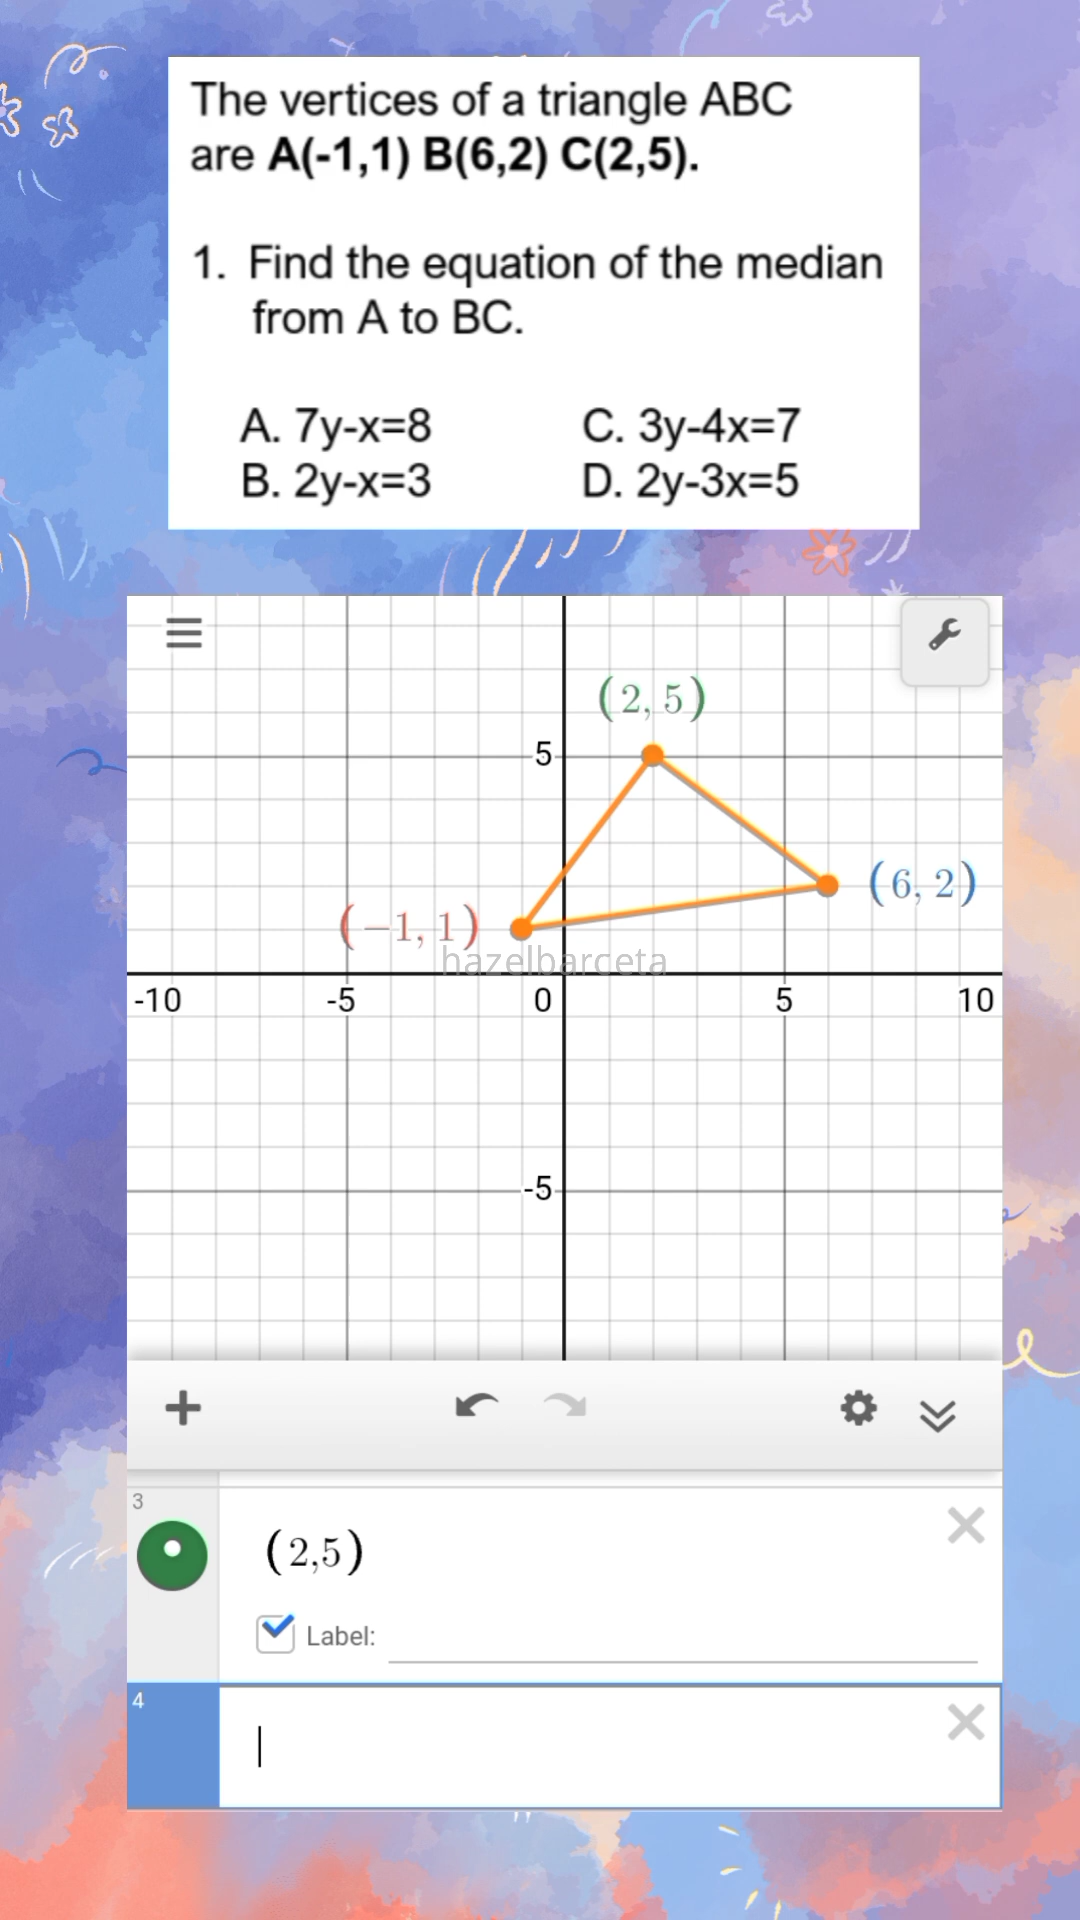 The vertices of a triangle ABC
are A(-1,1) B(6,2) C(2,5).
1. Find the equation of the median
from A to BC.
A. 7y-x=8 C. 3y-4x=7
B. 2y-x=3 D. 2y-3x=5
(2, 5)
5
(6, 2)
(−1, 1)
hazelbarceta
-10 -5 0 5 10
-5
3
(2,5)
Label:
4